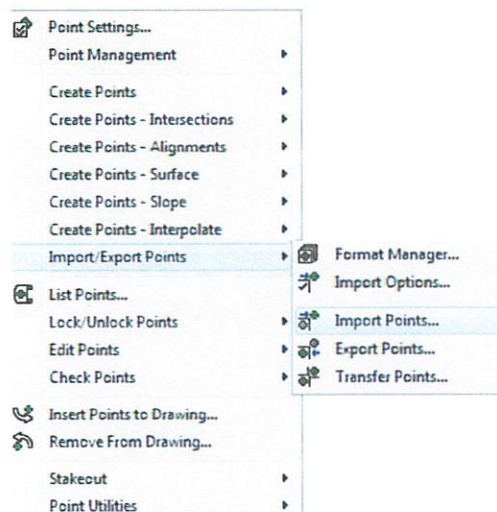 Point Settings...
Point Management
Create Points
Create Points - Intersections
Create Points - Alignments
Create Points - Surface
Create Points - Slope
Create Points - Interpolate
Import/Export Points
List Points...
Lock/Unlock Points
Edit Points
Check Points
Insert Points to Drawing...
Remove From Drawing...
Stakeout
Point Utilities
Format Manager...
Import Options...
Import Points...
Export Points...
Transfer Points...